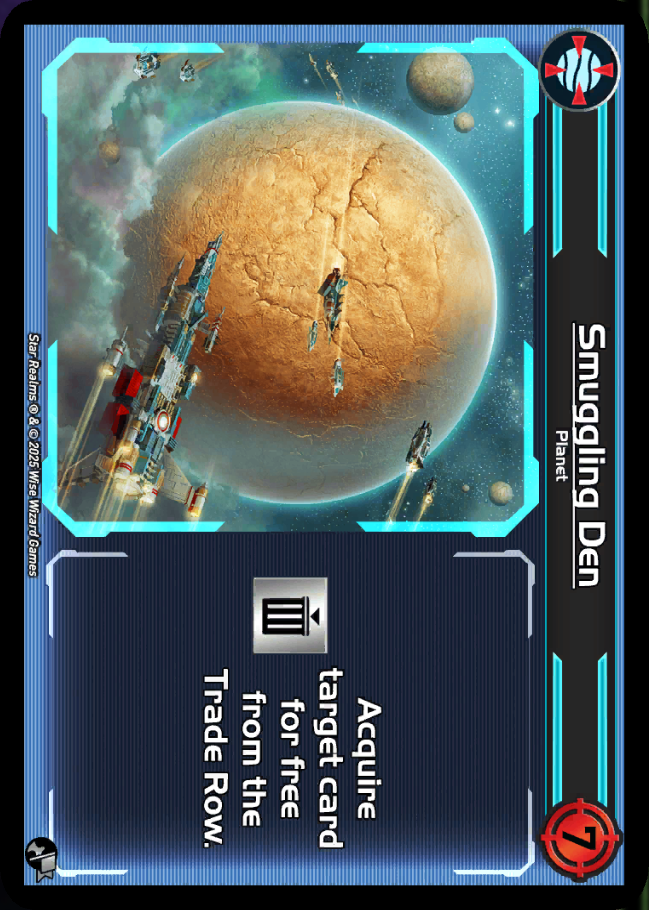 Smuggling Den
Planet
7
Acquire
target card
for free
from the
Trade Row.
Star Realms ® & © 2025 Wise Wizard Games